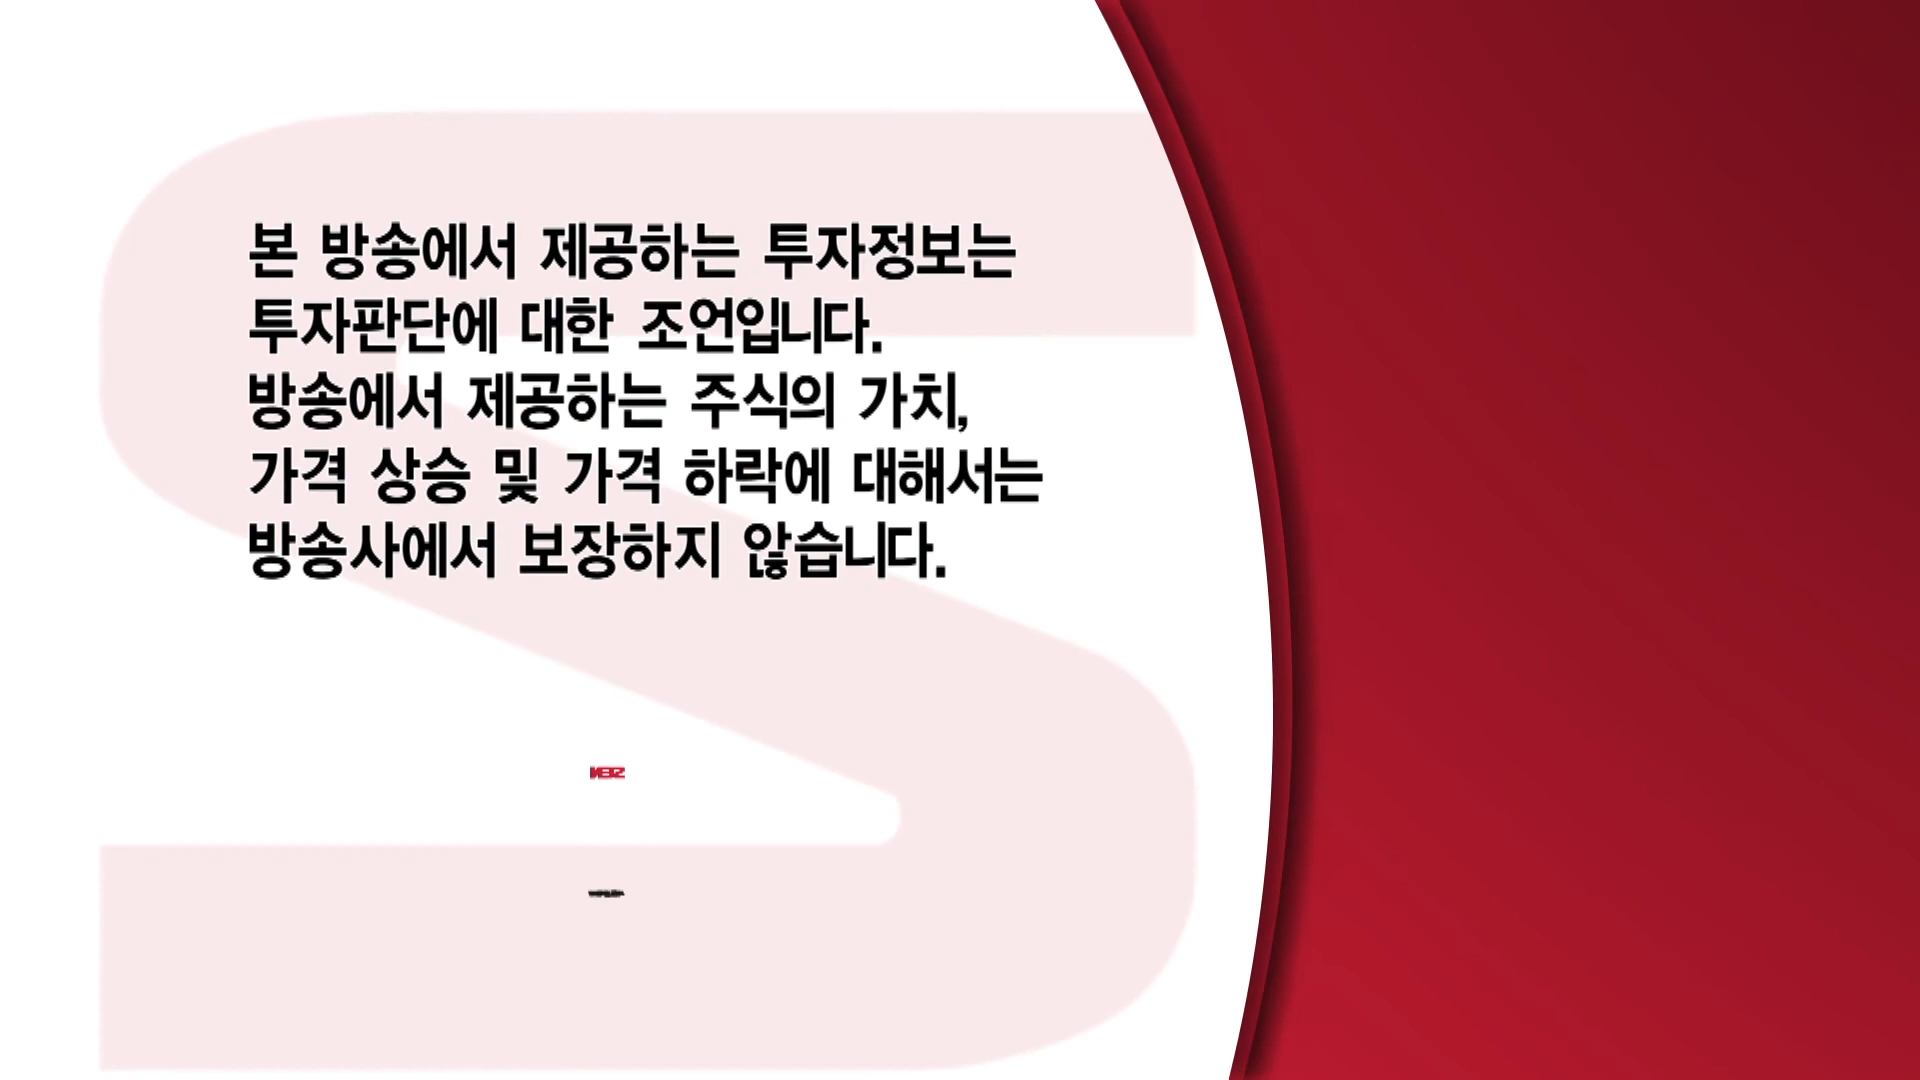 본 방송에서 제공하는 투자정보는
투자판단에 대한 조언입니다.
방송에서 제공하는 주식의 가치,
가격 상승 및 가격 하락에 대해서는
방송사에서 보장하지 않습니다.